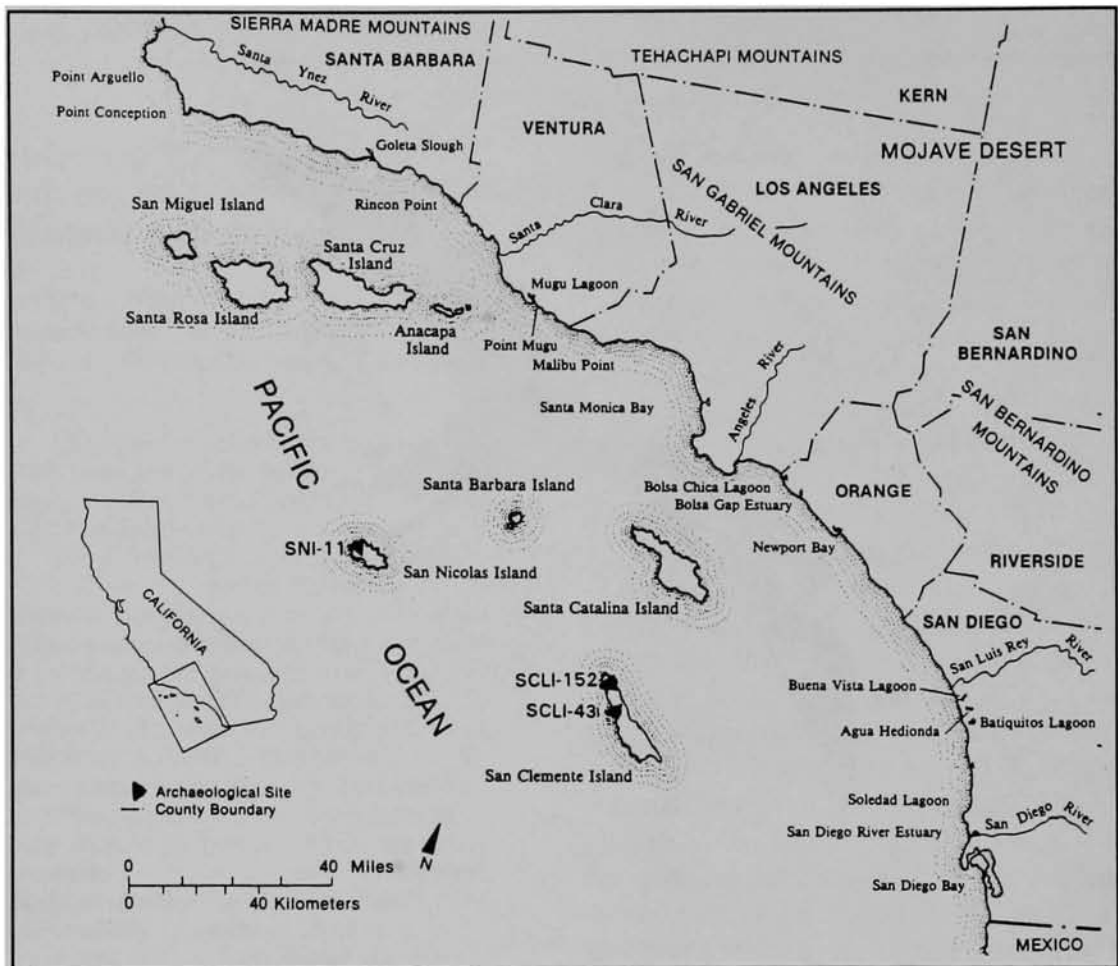 SIERRA MADRE MOUNTAINS
TEHACHAPI MOUNTAINS
Santa Ynez River
SANTA BARBARA
Point Arguello
KERN
Point Conception
VENTURA
Goleta Slough
MOJAVE DESERT
LOS ANGELES
SAN GABRIEL MOUNTAINS
San Miguel Island
Rincon Point
Santa Clara River
Santa Cruz
Island
Mugu Lagoon
Santa Rosa Island
Anacapa
Island
Point Mugu
SAN
BERNARDINO
Malibu Point
Angeles River
SAN BERNARDINO
MOUNTAINS
PACIFIC
Santa Monica Bay
Santa Barbara Island
Bolsa Chica Lagoon
Bolsa Gap Estuary
ORANGE
SNI-11
San Nicolas Island
Newport Bay
RIVERSIDE
Santa Catalina Island
CALIFORNIA
SAN DIEGO
OCEAN
San Luis Rey River
SCLI-152
Buena Vista Lagoon
SCLI-43
Agua Hedionda
Batiquitos Lagoon
San Clemente Island
Archaeological Site
County Boundary
Soledad Lagoon
San Diego River
San Diego River Estuary
N
0 40 Miles
0 40 Kilometers
San Diego Bay
MEXICO